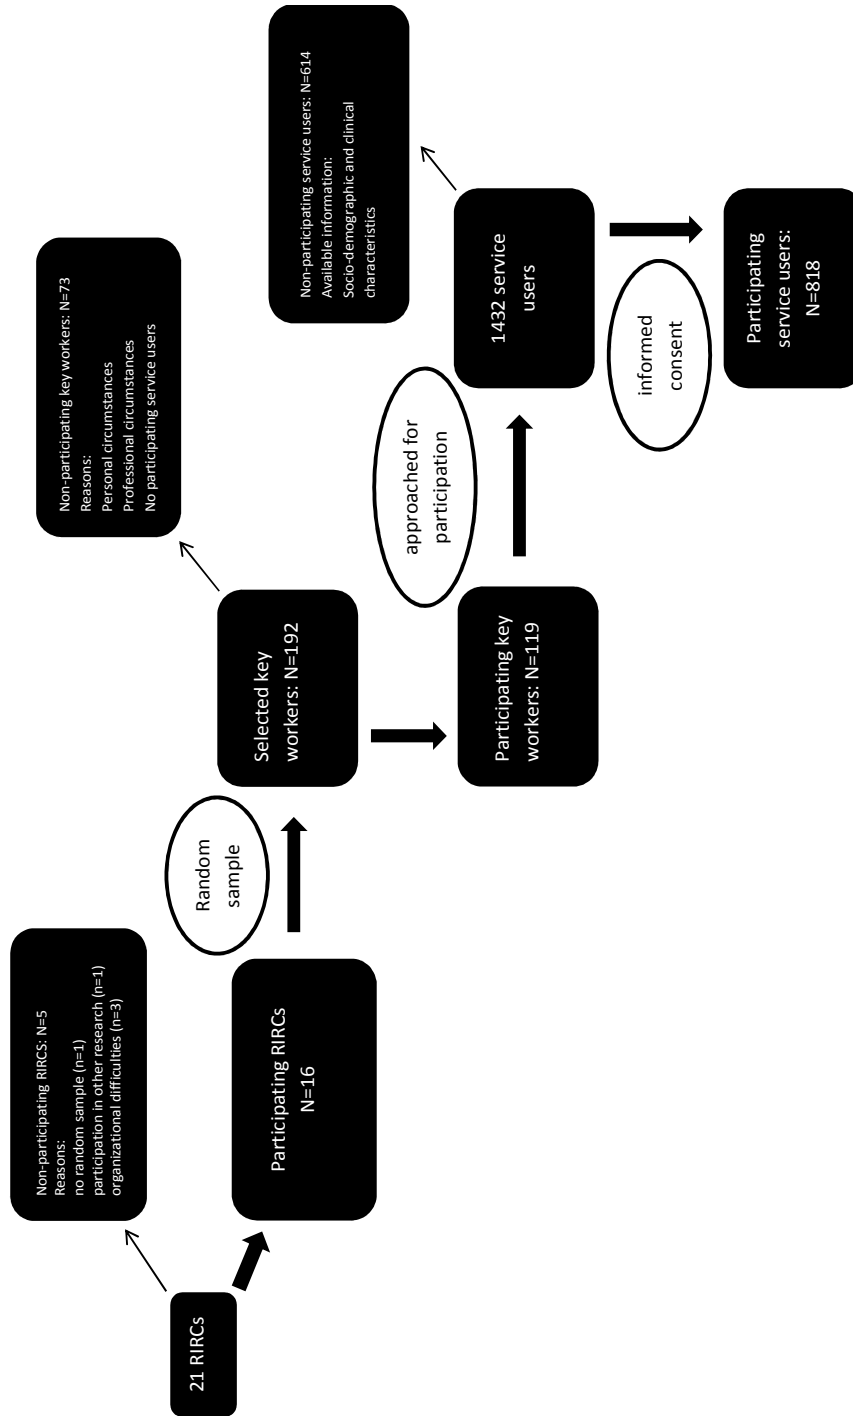 21 RIRCs
Non-participating RIRCS: N=5
Reasons:
no random sample (n=1)
participation in other research (n=1)
organizational difficulties (n=3)
Participating RIRCs
N=16
Random
sample
Selected key
workers: N=192
Non-participating key workers: N=73
Reasons:
Personal circumstances
Professional circumstances
No participating service users
Participating key
workers: N=119
approached for
participation
1432 service
users
Non-participating service users: N=614
Available information:
Socio-demographic and clinical
characteristics
informed
consent
Participating
service users:
N=818